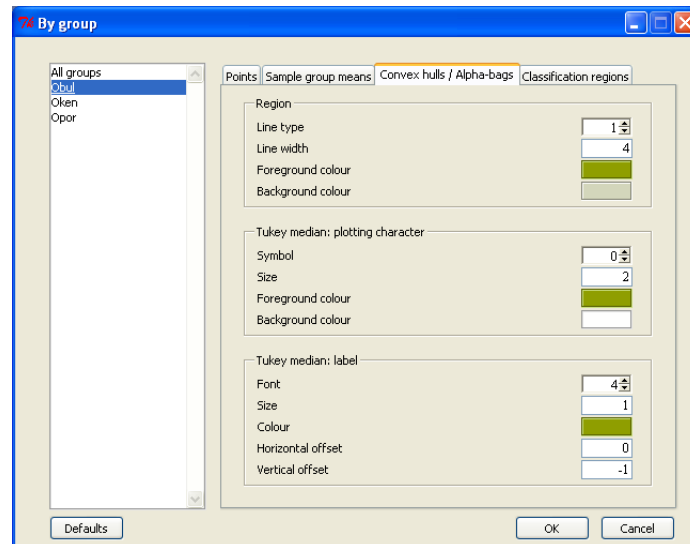 By group
All groups
Obul
Oken
Opor
Points Sample group means Convex hulls / Alpha-bags Classification regions
Region
Line type 1
Line width 4
Foreground colour
Background colour
Tukey median: plotting character
Symbol 0
Size 2
Foreground colour
Background colour
Tukey median: label
Font 4
Size 1
Colour
Horizontal offset 0
Vertical offset -1
Defaults OK Cancel